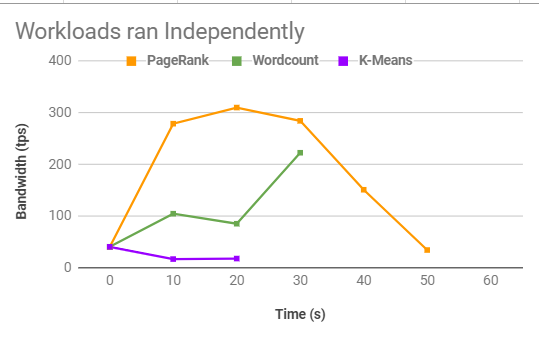 Workloads ran Independently
PageRank Wordcount K-Means
400
300
200
100
0
Bandwidth (tps)
0 10 20 30 40 50 60
Time (s)